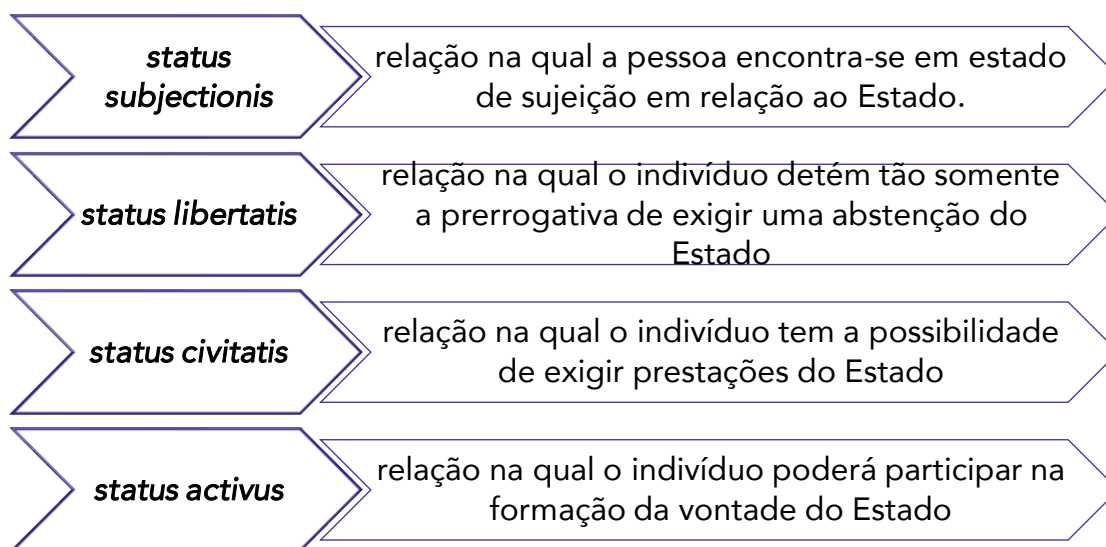 status
subjectionis
relação na qual a pessoa encontra-se em estado
de sujeição em relação ao Estado.
status libertatis
relação na qual o indivíduo detém tão somente
a prerrogativa de exigir uma abstenção do
Estado
status civitatis
relação na qual o indivíduo tem a possibilidade
de exigir prestações do Estado
status activus
relação na qual o indivíduo poderá participar na
formação da vontade do Estado